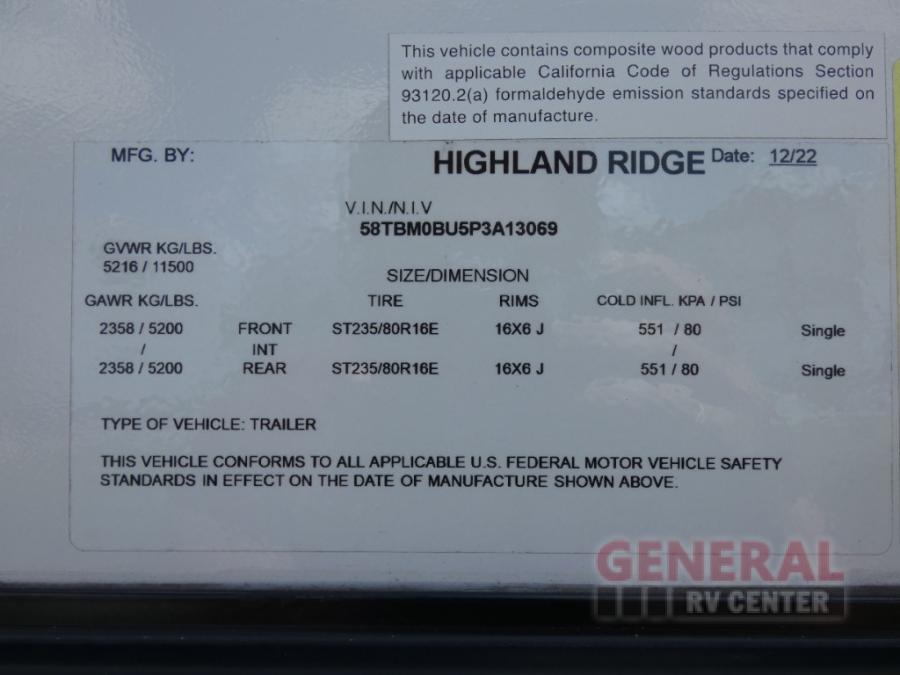 This vehicle contains composite wood products that comply
with applicable California Code of Regulations Section
93120.2(a) formaldehyde emission standards specified on
the date of manufacture.
MFG. BY: HIGHLAND RIDGE Date: 12/22
V.I.N./N.I.V
58TBM0BU5P3A13069
GVWR KG/LBS.
5216 / 11500
SIZE/DIMENSION
GAWR KG/LBS. TIRE RIMS COLD INFL. KPA / PSI
2358 / 5200 FRONT ST235/80R16E 16X6 J 551 / 80 Single
/ INT /
2358 / 5200 REAR ST235/80R16E 16X6 J 551 / 80 Single
TYPE OF VEHICLE: TRAILER
THIS VEHICLE CONFORMS TO ALL APPLICABLE U.S. FEDERAL MOTOR VEHICLE SAFETY
STANDARDS IN EFFECT ON THE DATE OF MANUFACTURE SHOWN ABOVE.
GENERAL
RV CENTER